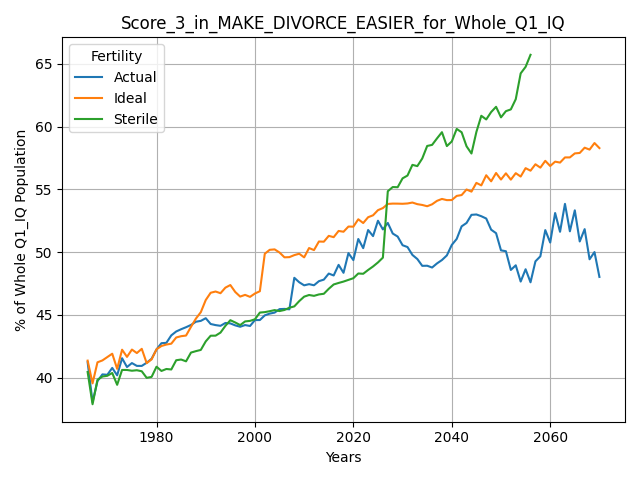 Score_3_in_MAKE_DIVORCE_EASIER_for_Whole_Q1_IQ
Fertility
Actual
Ideal
Sterile
% of Whole Q1_IQ Population
65
60
55
50
45
40
1980
2000
2020
2040
2060
Years